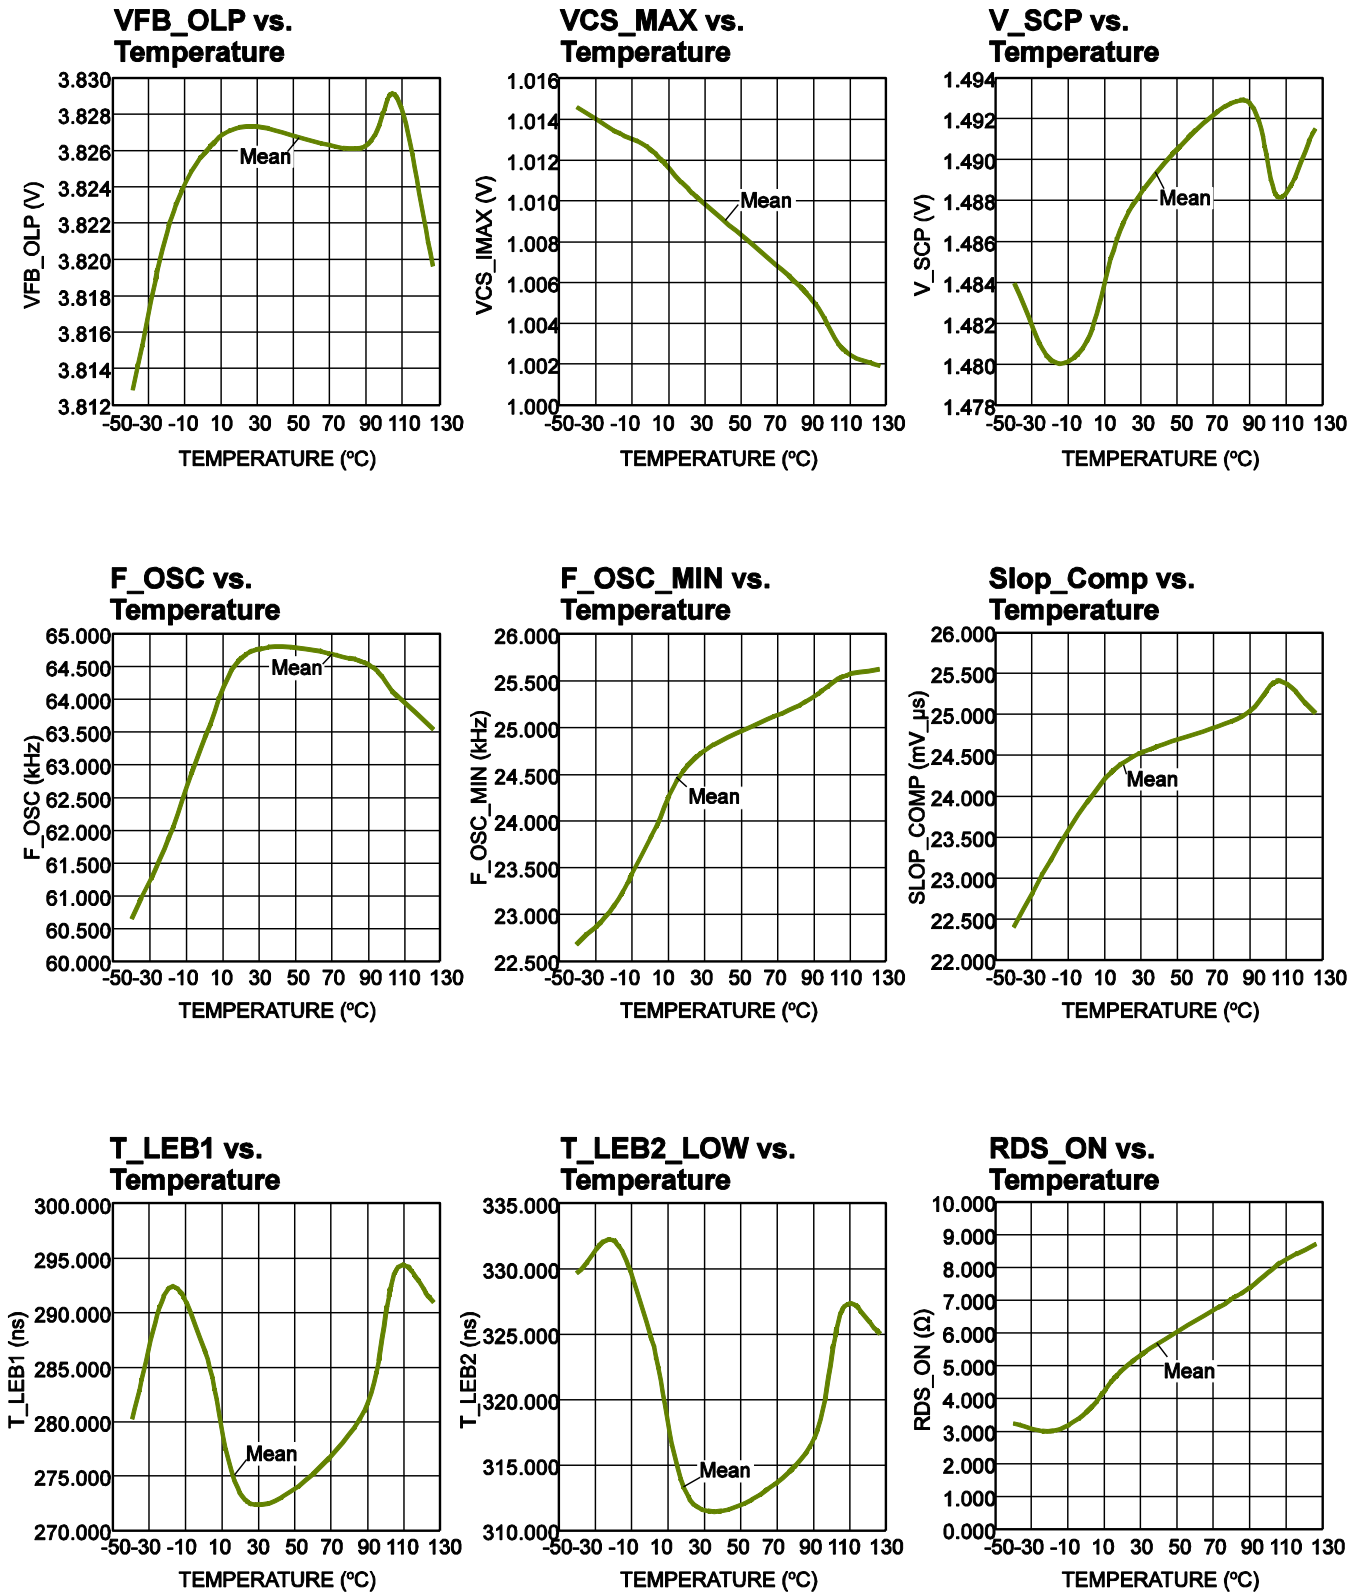 VFB_OLP vs.
Temperature
3.830
3.828
3.826
3.824
3.822
3.820
3.818
3.816
3.814
3.812
VFB_OLP (V)
Mean
-50 -30 -10 10 30 50 70 90 110 130
TEMPERATURE (ºC)
VCS_MAX vs.
Temperature
1.016
1.014
1.012
1.010
1.008
1.006
1.004
1.002
1.000
VCS_IMAX (V)
Mean
-50 -30 -10 10 30 50 70 90 110 130
TEMPERATURE (ºC)
V_SCP vs.
Temperature
1.494
1.492
1.490
1.488
1.486
1.484
1.482
1.480
1.478
V_SCP (V)
Mean
-50 -30 -10 10 30 50 70 90 110 130
TEMPERATURE (ºC)
F_OSC vs.
Temperature
65.000
64.500
64.000
63.500
63.000
62.500
62.000
61.500
61.000
60.500
60.000
F_OSC (kHz)
Mean
-50 -30 -10 10 30 50 70 90 110 130
TEMPERATURE (ºC)
F_OSC_MIN vs.
Temperature
26.000
25.500
25.000
24.500
24.000
23.500
23.000
22.500
F_OSC_MIN (kHz)
Mean
-50 -30 -10 10 30 50 70 90 110 130
TEMPERATURE (ºC)
Slop_Comp vs.
Temperature
26.000
25.500
25.000
24.500
24.000
23.500
23.000
22.500
22.000
SLOP_COMP (mV_µs)
Mean
-50 -30 -10 10 30 50 70 90 110 130
TEMPERATURE (ºC)
T_LEB1 vs.
Temperature
300.000
295.000
290.000
285.000
280.000
275.000
270.000
T_LEB1 (ns)
Mean
-50 -30 -10 10 30 50 70 90 110 130
TEMPERATURE (ºC)
T_LEB2_LOW vs.
Temperature
335.000
330.000
325.000
320.000
315.000
310.000
T_LEB2 (ns)
Mean
-50 -30 -10 10 30 50 70 90 110 130
TEMPERATURE (ºC)
RDS_ON vs.
Temperature
10.000
9.000
8.000
7.000
6.000
5.000
4.000
3.000
2.000
1.000
0.000
RDS_ON (Ω)
Mean
-50 -30 -10 10 30 50 70 90 110 130
TEMPERATURE (ºC)